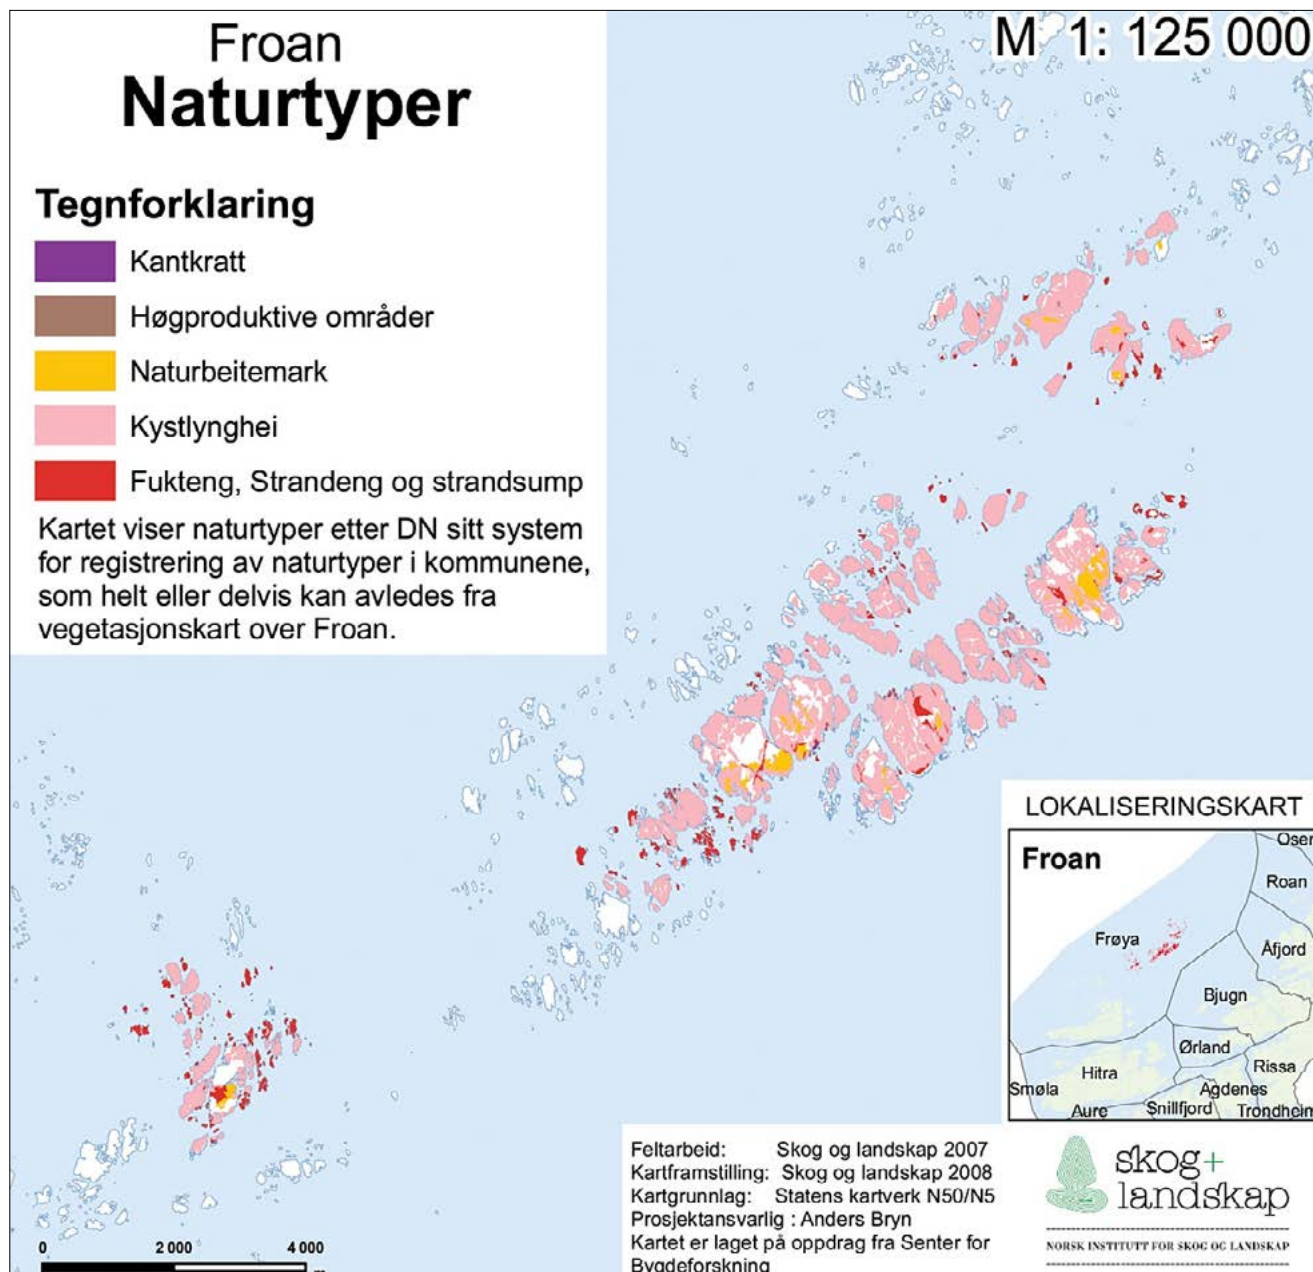 Froan
Naturtyper
M 1: 125 000
Tegnforklaring
Kantkratt
Høgproduktive områder
Naturbeitemark
Kystlynghei
Fukteng, Strandeng og strandsump
Kartet viser naturtyper etter DN sitt system
for registrering av naturtyper i kommunene,
som helt eller delvis kan avledes fra
vegetasjonskart over Froan.
LOKALISERINGSKART
Froan
Osen
Roan
Frøya
Åfjord
Bjugn
Ørland
Hitra
Rissa
Smøla
Agdenes
Aure
Snillfjord
Trondheim
Feltarbeid: Skog og landskap 2007
Kartframstilling: Skog og landskap 2008
Kartgrunnlag: Statens kartverk N50/N5
Prosjektansvarlig : Anders Bryn
Kartet er laget på oppdrag fra Senter for
Bygdeforskning
skog+
landskap
NORSK INSTITUTT FOR SKOG OG LANDSKAP
0 2 000 4 000